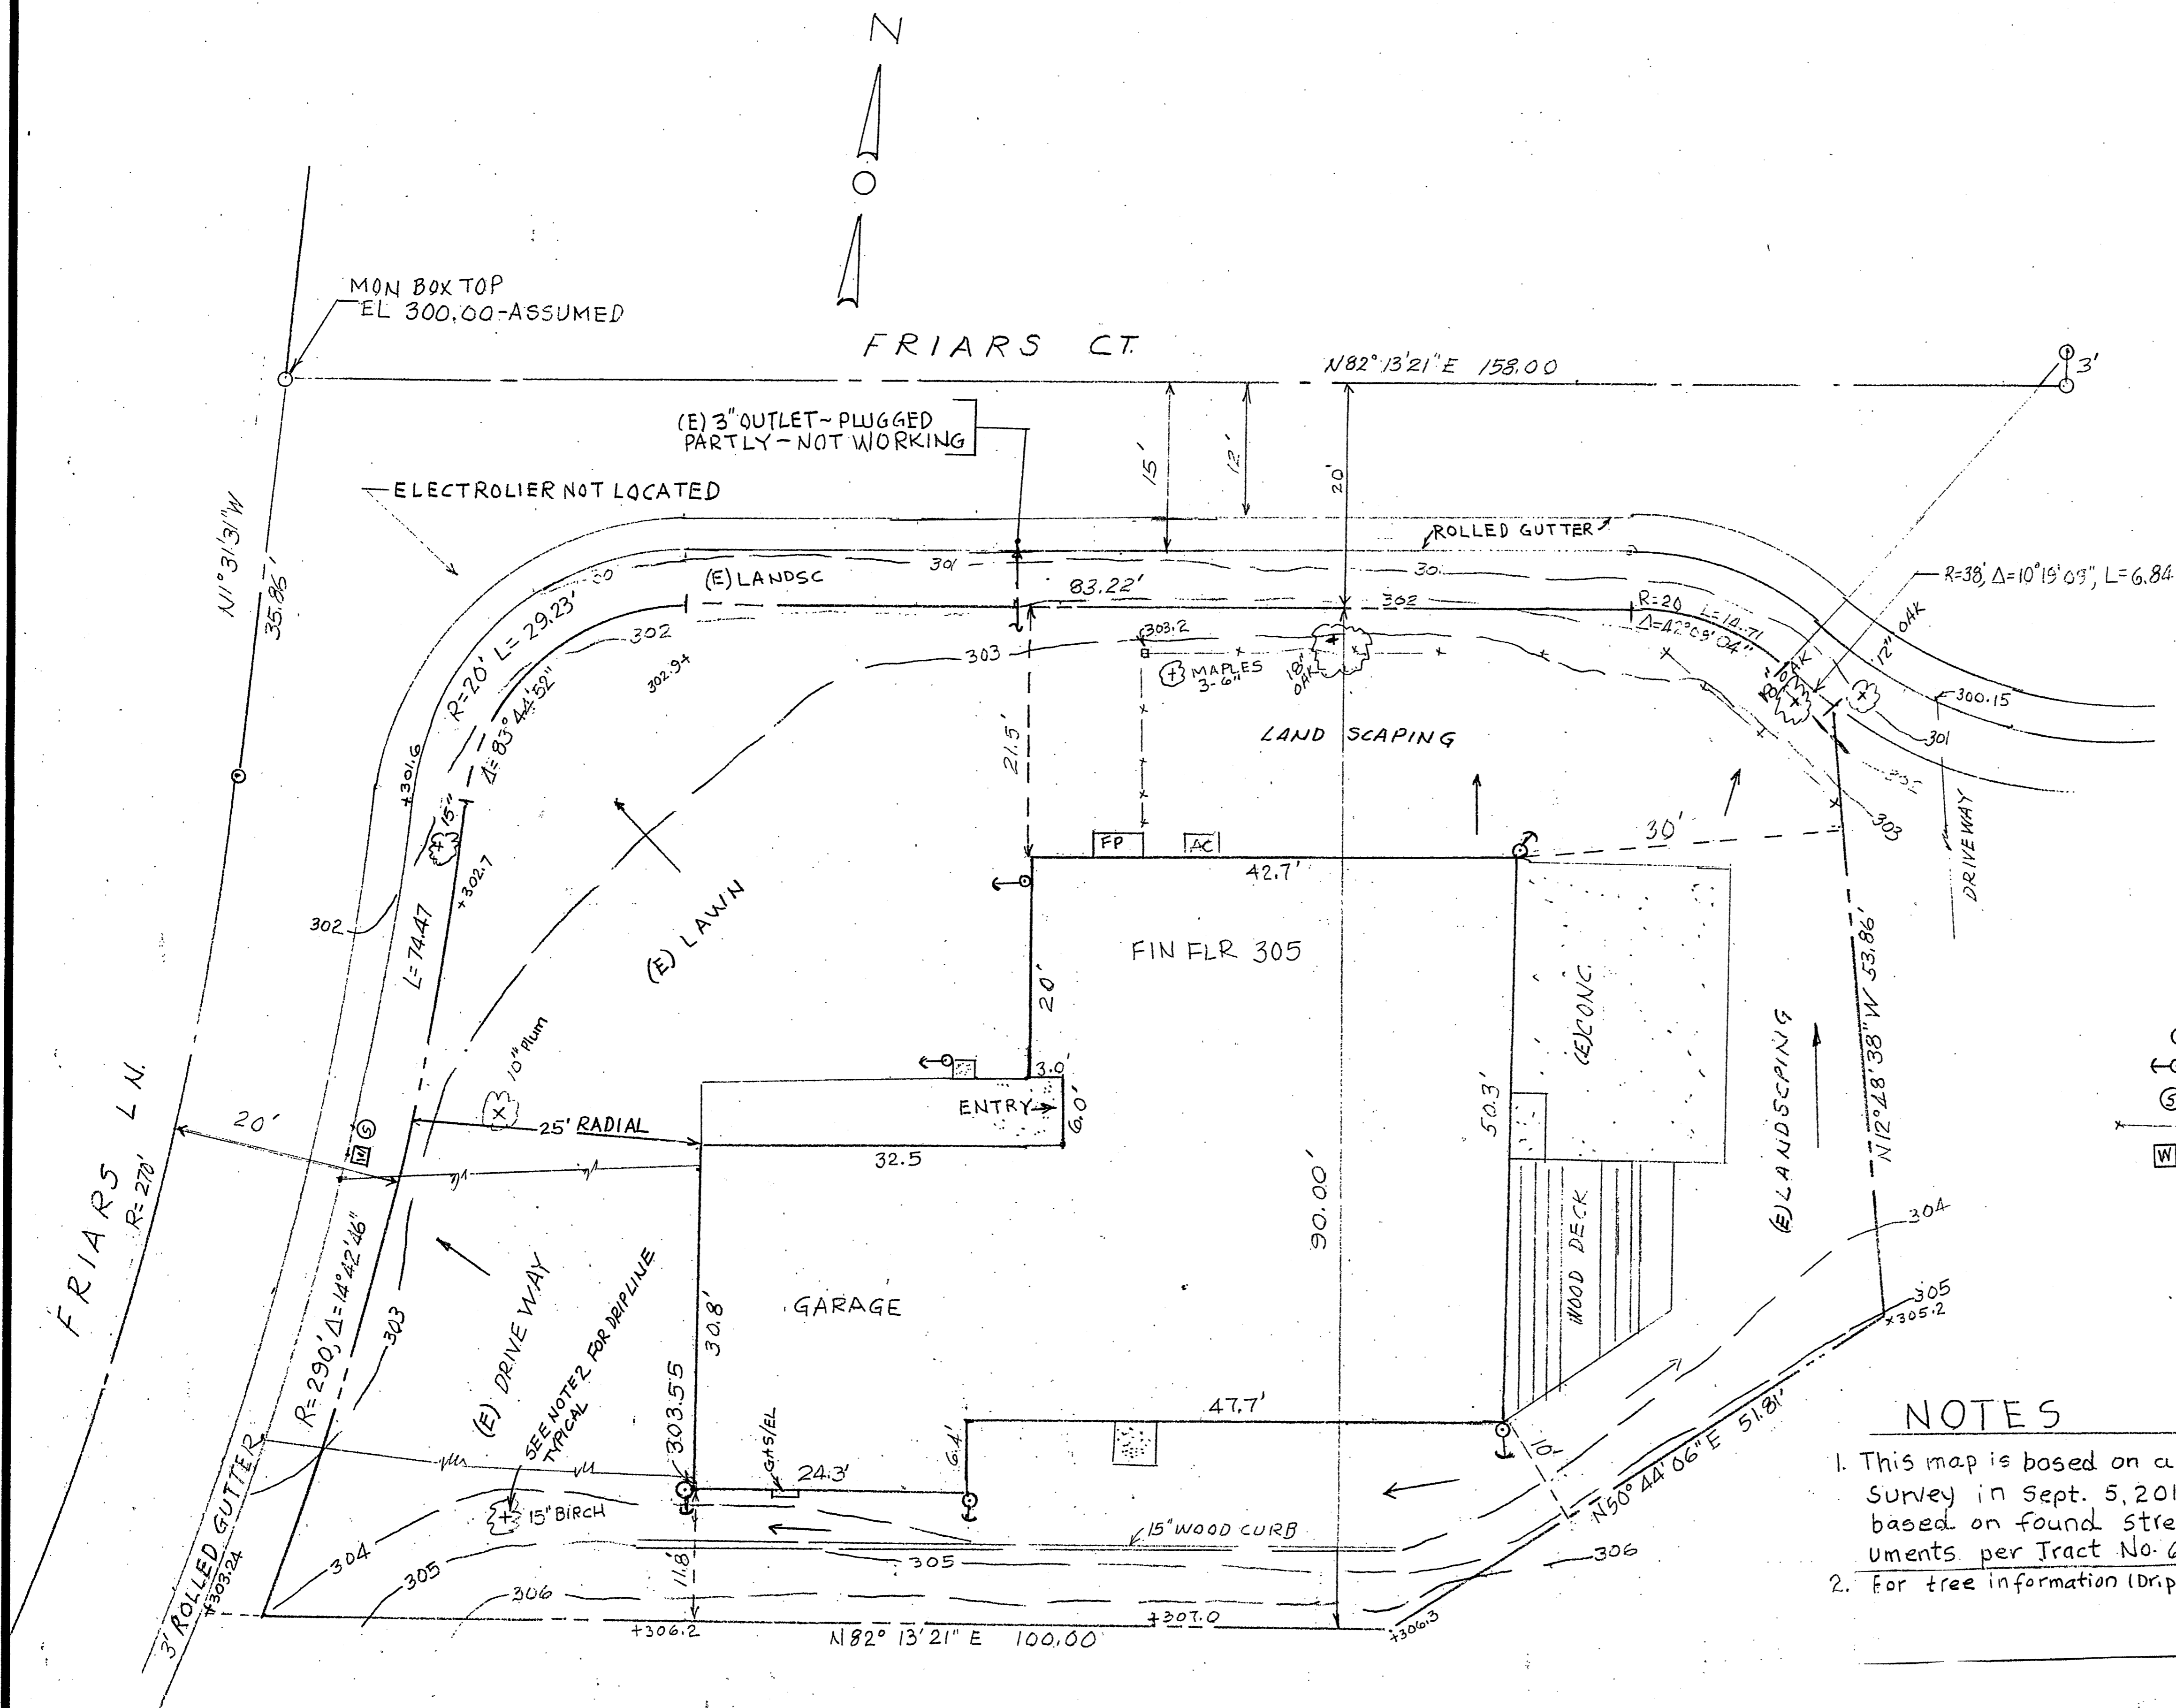 N
MON BOX TOP
EL 300.00-ASSUMED
FRIARS CT.
N82° 13'21" E 158.00
3'
(E) 3" OUTLET~PLUGGED
PARTLY-NOT WORKING
15'
12'
20'
ELECTROLIER NOT LOCATED
N1° 31'31" W
35.86'
ROLLED GUTTER
(E) LANDSC
301
30
83.22'
302
R=38', Δ=10°19'09", L=6.84
R=20 L=14.71
Δ=42°09'04"
R=20' L=29.23'
Δ=83°44'52"
302
302.94
303
303.2
MAPLES
3-6"
18"
OAK
12" OAK
OAK
300.15
301
303
LAND SCAPING
21.5'
+301.6
15"
+302.7
FP
AC
30'
DRIVEWAY
42.7'
302
L=74.47
(E) LAWIN
FIN FLR 305
20'
(E)CONC.
N12°48'38"W 53.86'
(E) LANDSCPING
10" Plum
3.0
ENTRY
6.0'
25' RADIAL
32.5
50.3'
20'
S
W
S
W
FRIARS LN.
R=270'
90.00'
WOOD DECK
304
305
x305.2
R=290', Δ=14°42'46"
303
(E) DRIVEWAY
SEE NOTE 2 FOR DRIPLINE
TYPICAL
GARAGE
30.8'
303.55
GAS/EL
24.3'
6.4'
47.7'
10'
N50° 44'06" E 51.81'
15" BIRCH
15" WOOD CURB
304
305
305
306
306
11.8'
3' ROLLED GUTTER
+303.24
+306.2
N82° 13'21" E 100.00'
+307.0
+306.3
NOTES
1. This map is bosed on a
Survey in Sept. 5, 201
based on found Stre
uments per Tract No. 6
2. For tree information (Drip